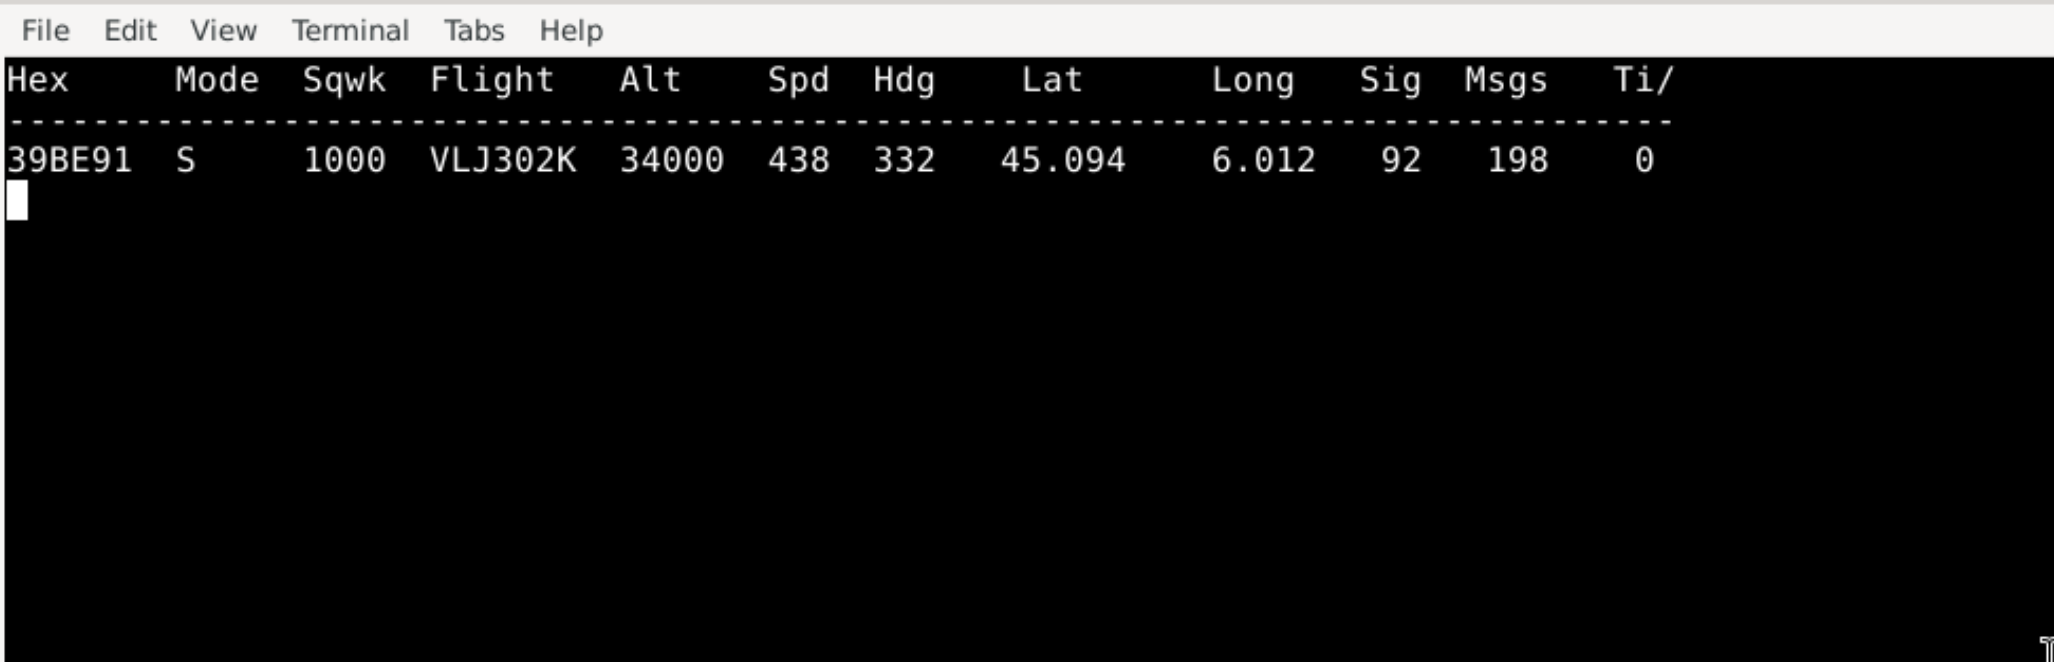 File Edit View Terminal Tabs Help
Hex Mode Sqwk Flight Alt Spd Hdg Lat Long Sig Msgs Ti/
-------------------------------------------------------------------------------
39BE91 S 1000 VLJ302K 34000 438 332 45.094 6.012 92 198 0